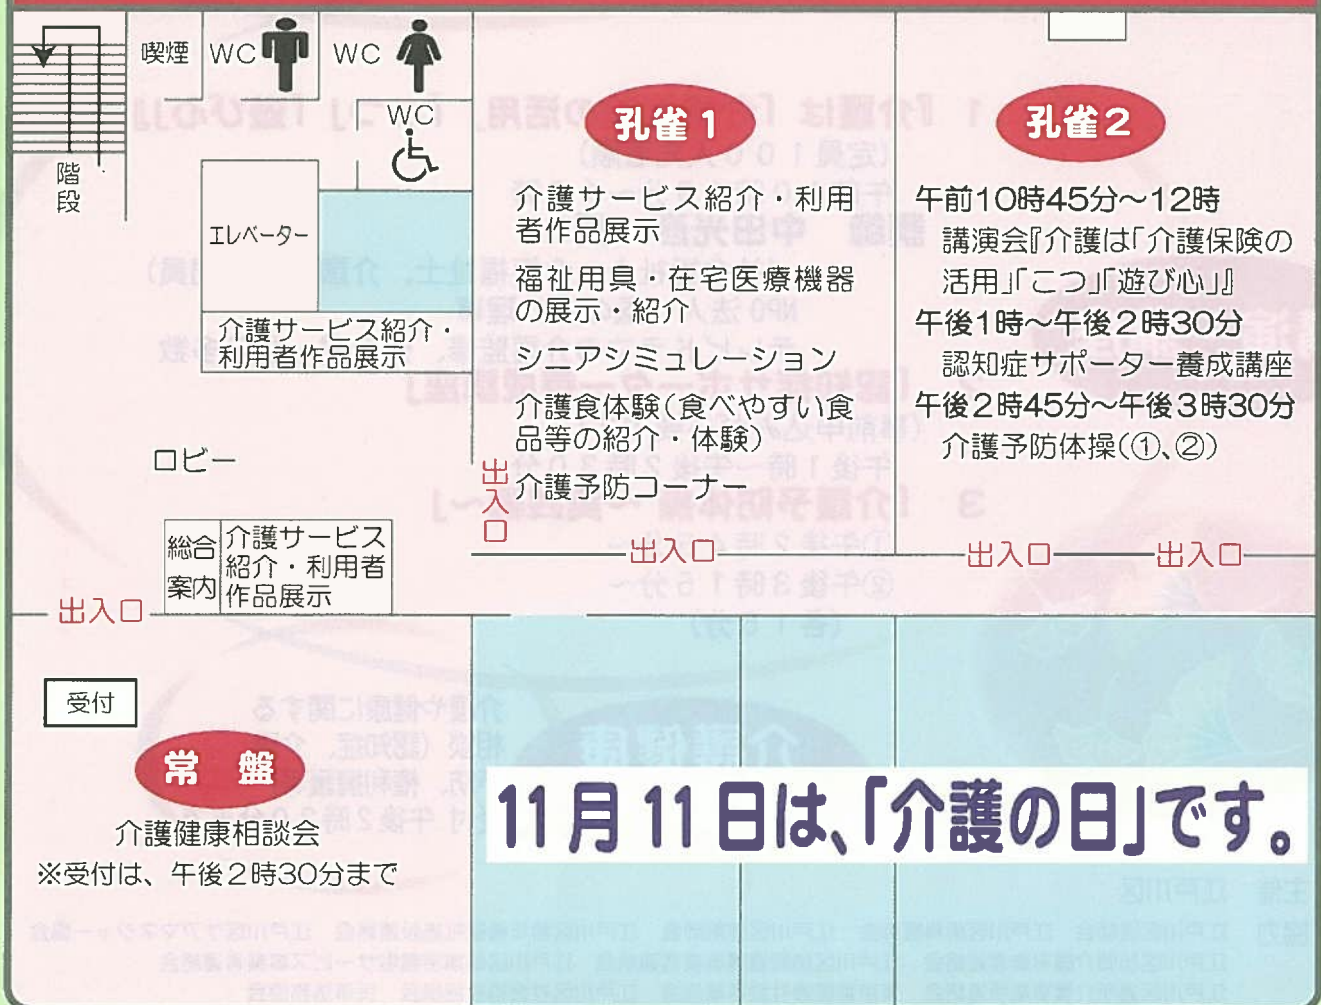 喫煙
WC
WC
WC
階段
エレベーター
介護サービス紹介・
利用者作品展示
ロビー
総合
案内
介護サービス
紹介・利用者
作品展示
出入口
孔雀1
介護サービス紹介・利用
者作品展示
福祉用具・在宅医療機器
の展示・紹介
シニアシミュレーション
介護食体験(食べやすい食
品等の紹介・体験)
介護予防コーナー
出入口
出入口
孔雀2
午前10時45分～12時
講演会『介護は「介護保険の
活用」「こつ」「遊び心」』
午後1時～午後2時30分
認知症サポーター養成講座
午後2時45分～午後3時30分
介護予防体操(①、②)
出入口
出入口
受付
常盤
介護健康相談会
※受付は、午後2時30分まで
11月11日は、「介護の日」です。